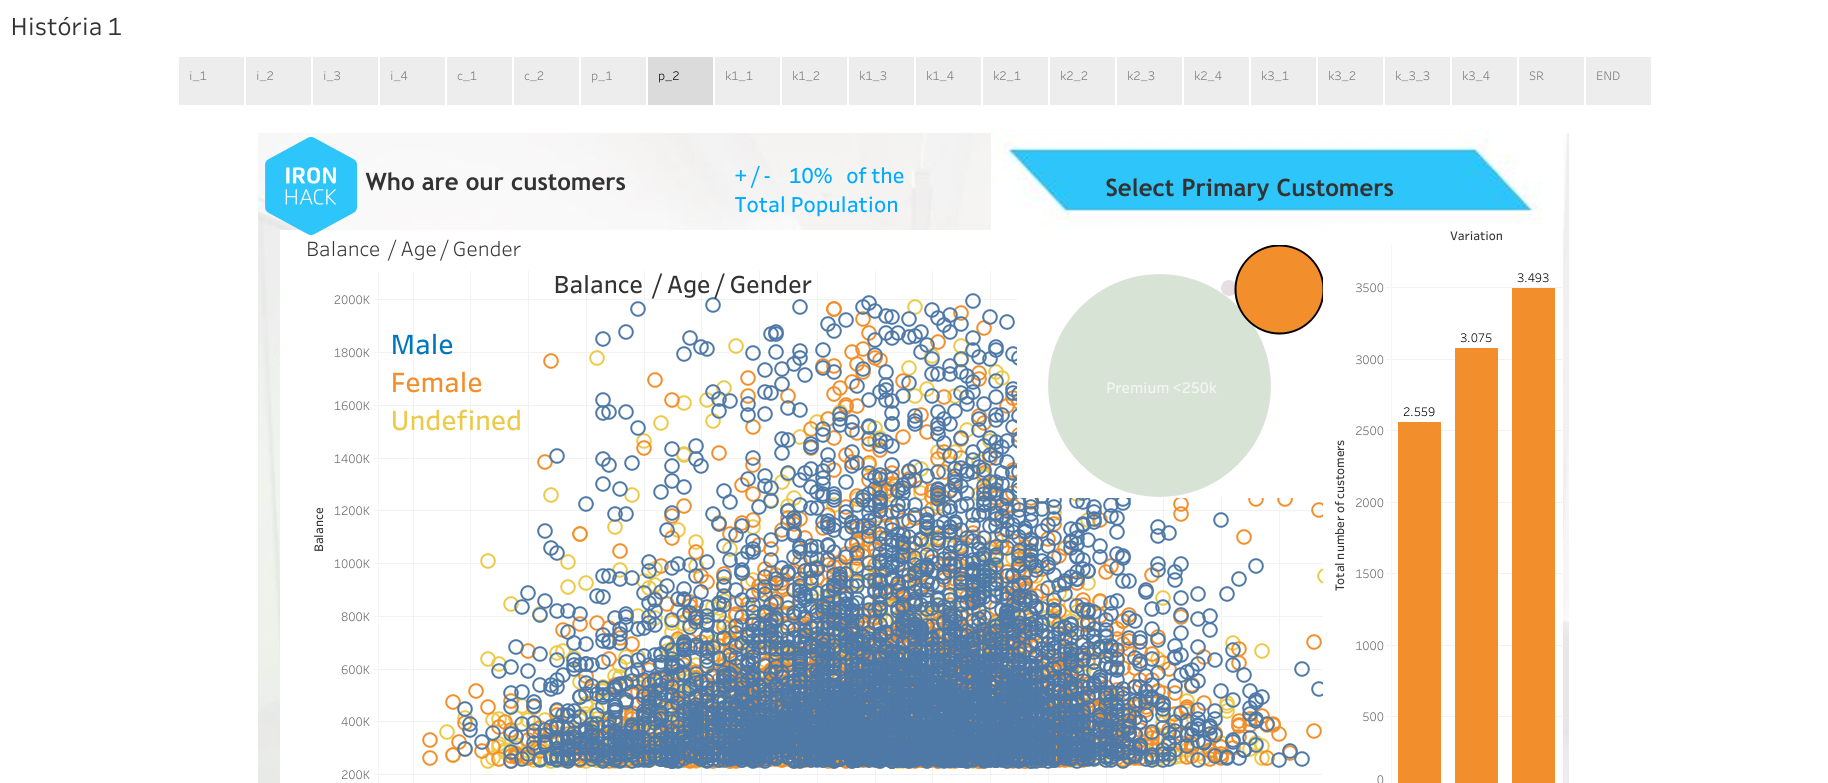 História 1
i_1
i_2
i_3
i_4
c_1
c_2
p_1
p_2
k1_1
k1_2
k1_3
k1_4
k2_1
k2_2
k2_3
k2_4
k3_1
k3_2
k_3_3
k3_4
SR
END
IRON
HACK
Who are our customers
+/- 10% of the
Total Population
Select Primary Customers
Balance / Age / Gender
Balance / Age / Gender
Male
Female
Undefined
Balance
2000K
1800K
1600K
1400K
1200K
1000K
800K
600K
400K
200K
Premium <250k
Variation
Total number of customers
3500
3000
2500
2000
1500
1000
500
0
2.559
3.075
3.493